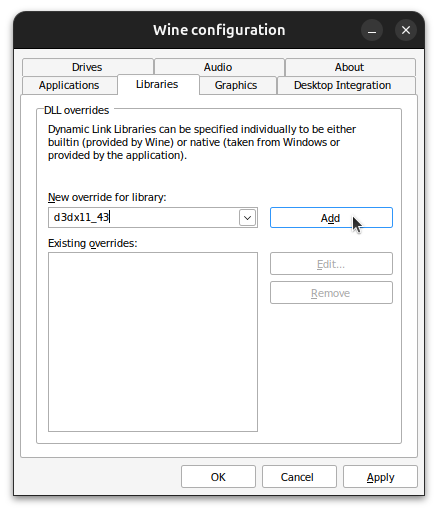 Wine configuration
Drives
Audio
About
Applications
Libraries
Graphics
Desktop Integration
DLL overrides
Dynamic Link Libraries can be specified individually to be either
builtin (provided by Wine) or native (taken from Windows or
provided by the application).
New override for library:
d3dx11_43
Add
Existing overrides:
Edit...
Remove
OK
Cancel
Apply